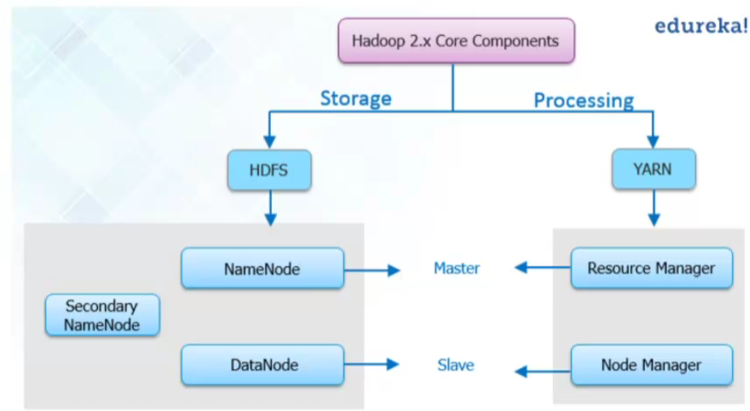 edureka!
Hadoop 2.x Core Components
Storage
Processing
HDFS
YARN
NameNode
Master
Resource Manager
Secondary
NameNode
DataNode
Slave
Node Manager